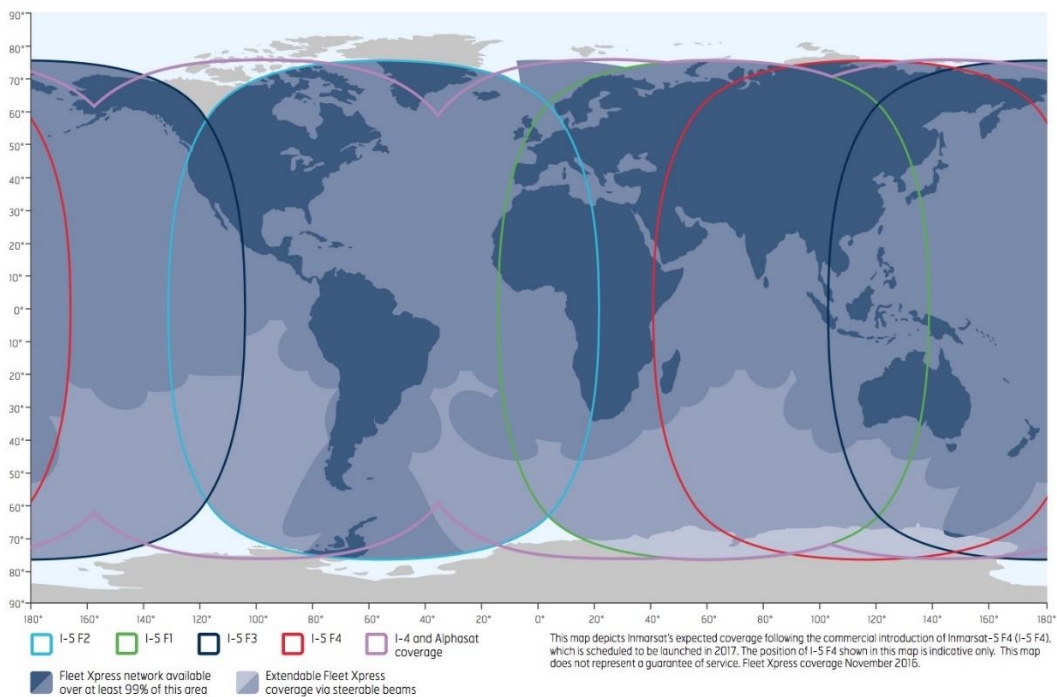 90°
80°
70°
60°
50°
40°
30°
20°
10°
0°
10°
20°
30°
40°
50°
60°
70°
80°
90°
180° 160° 140° 120° 100° 80° 60° 40° 20° 0° 20° 40° 60° 80° 100° 120° 140° 160° 180°
I-5 F2 I-5 F1 I-5 F3 I-5 F4 I-4 and Alphasat
coverage
Fleet Xpress network available
over at least 99% of this area
Extendable Fleet Xpress
coverage via steerable beams
This map depicts Inmarsat's expected coverage following the commercial introduction of Inmarsat-5 F4 (I-5 F4),
which is scheduled to be launched in 2017. The position of I-5 F4 shown in this map is indicative only. This map
does not represent a guarantee of service. Fleet Xpress coverage November 2016.